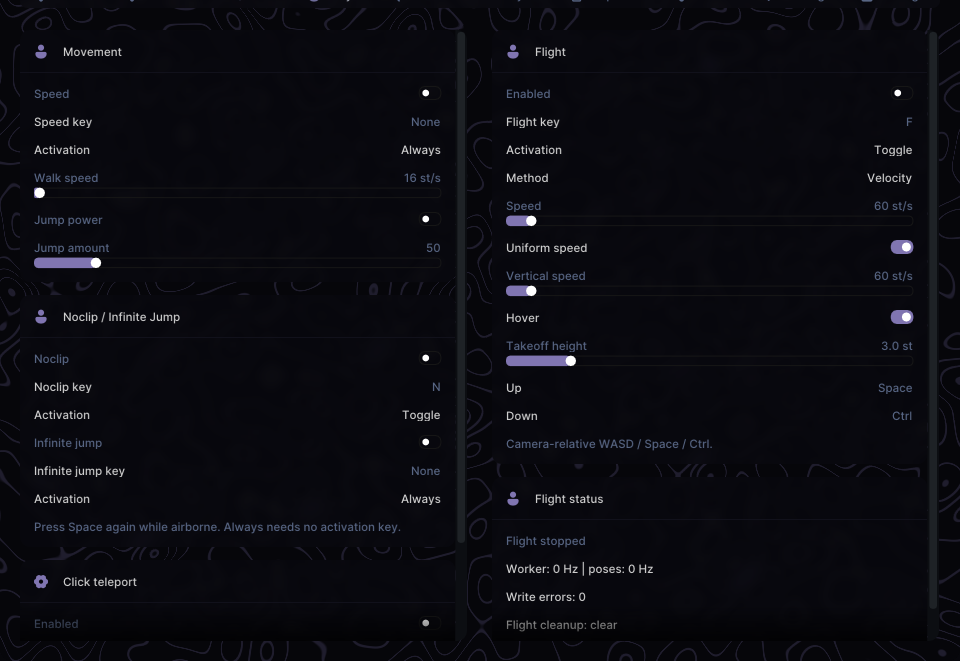 Movement
Speed
Speed key None
Activation Always
Walk speed 16 st/s
Jump power
Jump amount 50
Noclip / Infinite Jump
Noclip
Noclip key N
Activation Toggle
Infinite jump
Infinite jump key None
Activation Always
Press Space again while airborne. Always needs no activation key.
Click teleport
Enabled
Flight
Enabled
Flight key F
Activation Toggle
Method Velocity
Speed 60 st/s
Uniform speed
Vertical speed 60 st/s
Hover
Takeoff height 3.0 st
Up Space
Down Ctrl
Camera-relative WASD / Space / Ctrl.
Flight status
Flight stopped
Worker: 0 Hz | poses: 0 Hz
Write errors: 0
Flight cleanup: clear